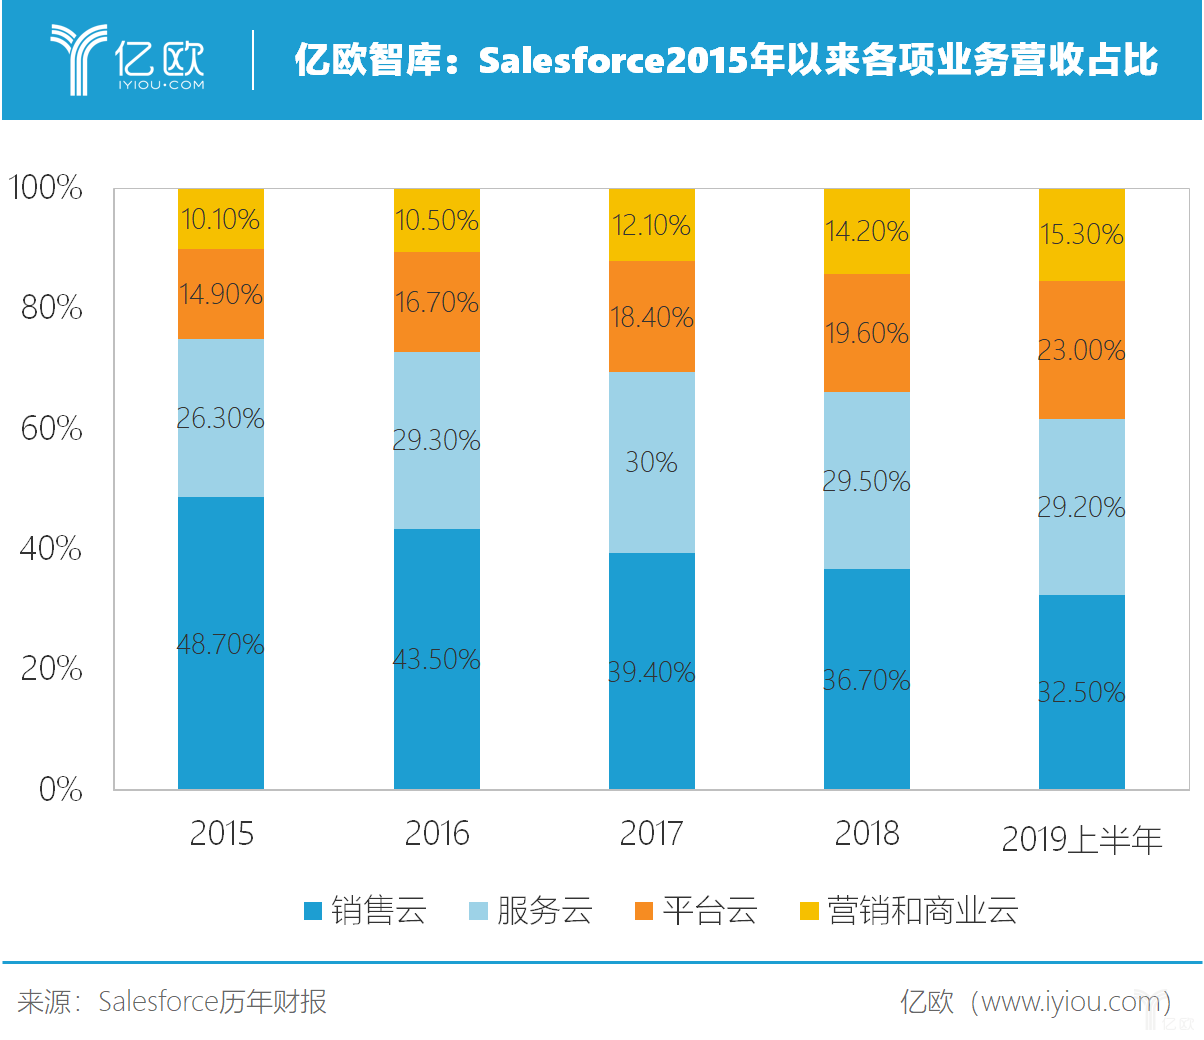 亿欧
IYIOU·COM
亿欧智库：Salesforce2015年以来各项业务营收占比
100%
80%
60%
40%
20%
0%
10.10% 10.50% 12.10% 14.20% 15.30%
14.90% 16.70% 18.40% 19.60% 23.00%
26.30% 29.30% 30% 29.50% 29.20%
48.70% 43.50% 39.40% 36.70% 32.50%
2015 2016 2017 2018 2019上半年
销售云 服务云 平台云 营销和商业云
来源：Salesforce历年财报
亿欧（www.iyiou.com）
亿欧